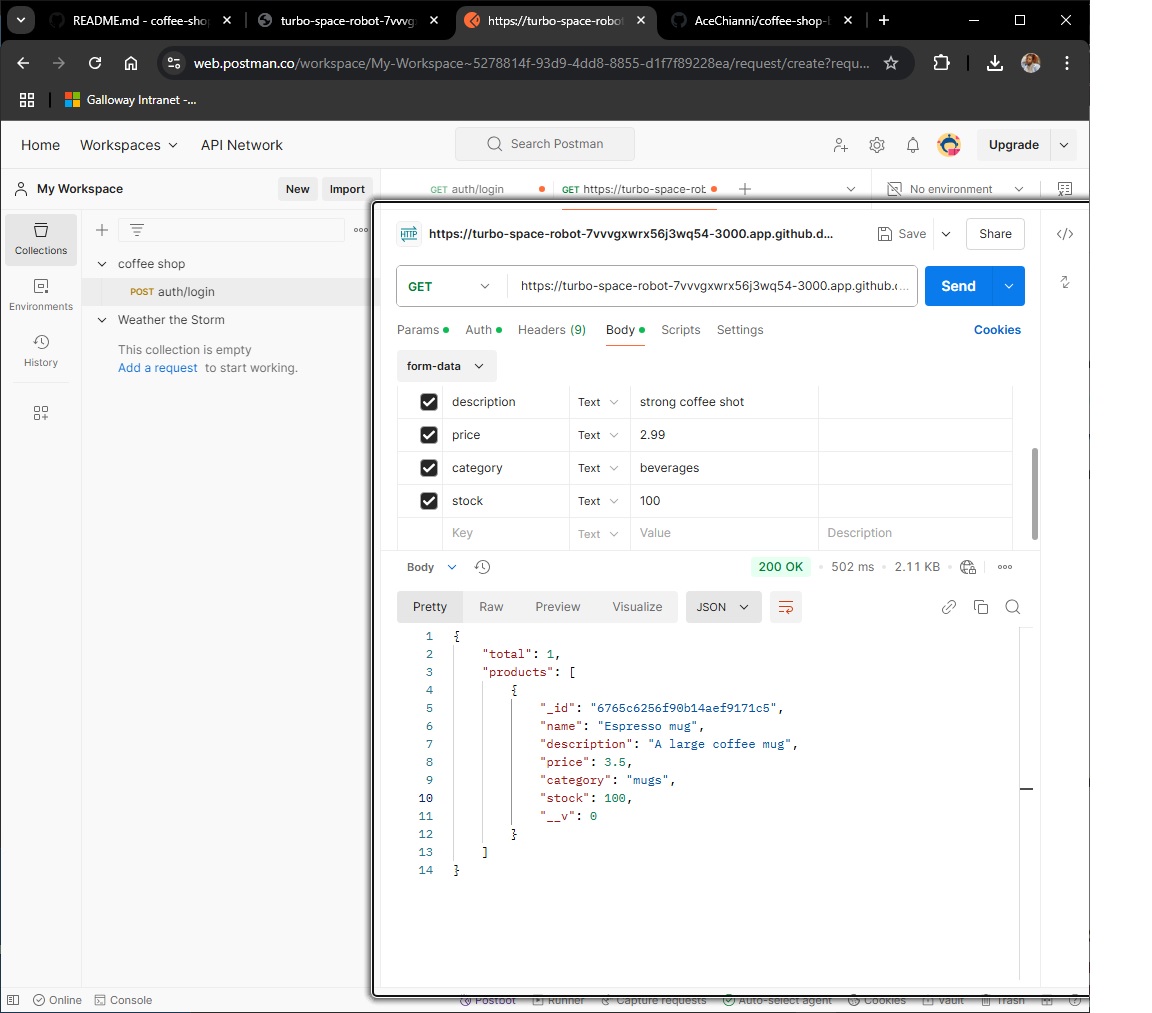 README.md - coffee-shop
turbo-space-robot-7vvvg
https://turbo-space-robot
AceChianni/coffee-shop-b
web.postman.co/workspace/My-Workspace~5278814f-93d9-4dd8-8855-d1f7f89228ea/request/create?requ...
Galloway Intranet -...
Home Workspaces API Network Search Postman Upgrade
My Workspace New Import GET auth/login GET https://turbo-space-rob No environment
Collections
Environments
History
coffee shop
POST auth/login
Weather the Storm
This collection is empty
Add a request to start working.
HTTP https://turbo-space-robot-7vvvgxwrx56j3wq54-3000.app.github.d... Save Share
GET https://turbo-space-robot-7vvvgxwrx56j3wq54-3000.app.github.c... Send
Params Auth Headers (9) Body Scripts Settings Cookies
form-data
description Text strong coffee shot
price Text 2.99
category Text beverages
stock Text 100
Key Text Value Description
Body 200 OK 502 ms 2.11 KB
Pretty Raw Preview Visualize JSON
1 {
2 "total": 1,
3 "products": [
4 {
5 "_id": "6765c6256f90b14aef9171c5",
6 "name": "Espresso mug",
7 "description": "A large coffee mug",
8 "price": 3.5,
9 "category": "mugs",
10 "stock": 100,
11 "__v": 0
12 }
13 ]
14 }
Online Console Postbot Runner Capture requests Auto-select agent Cookies Vault Trash